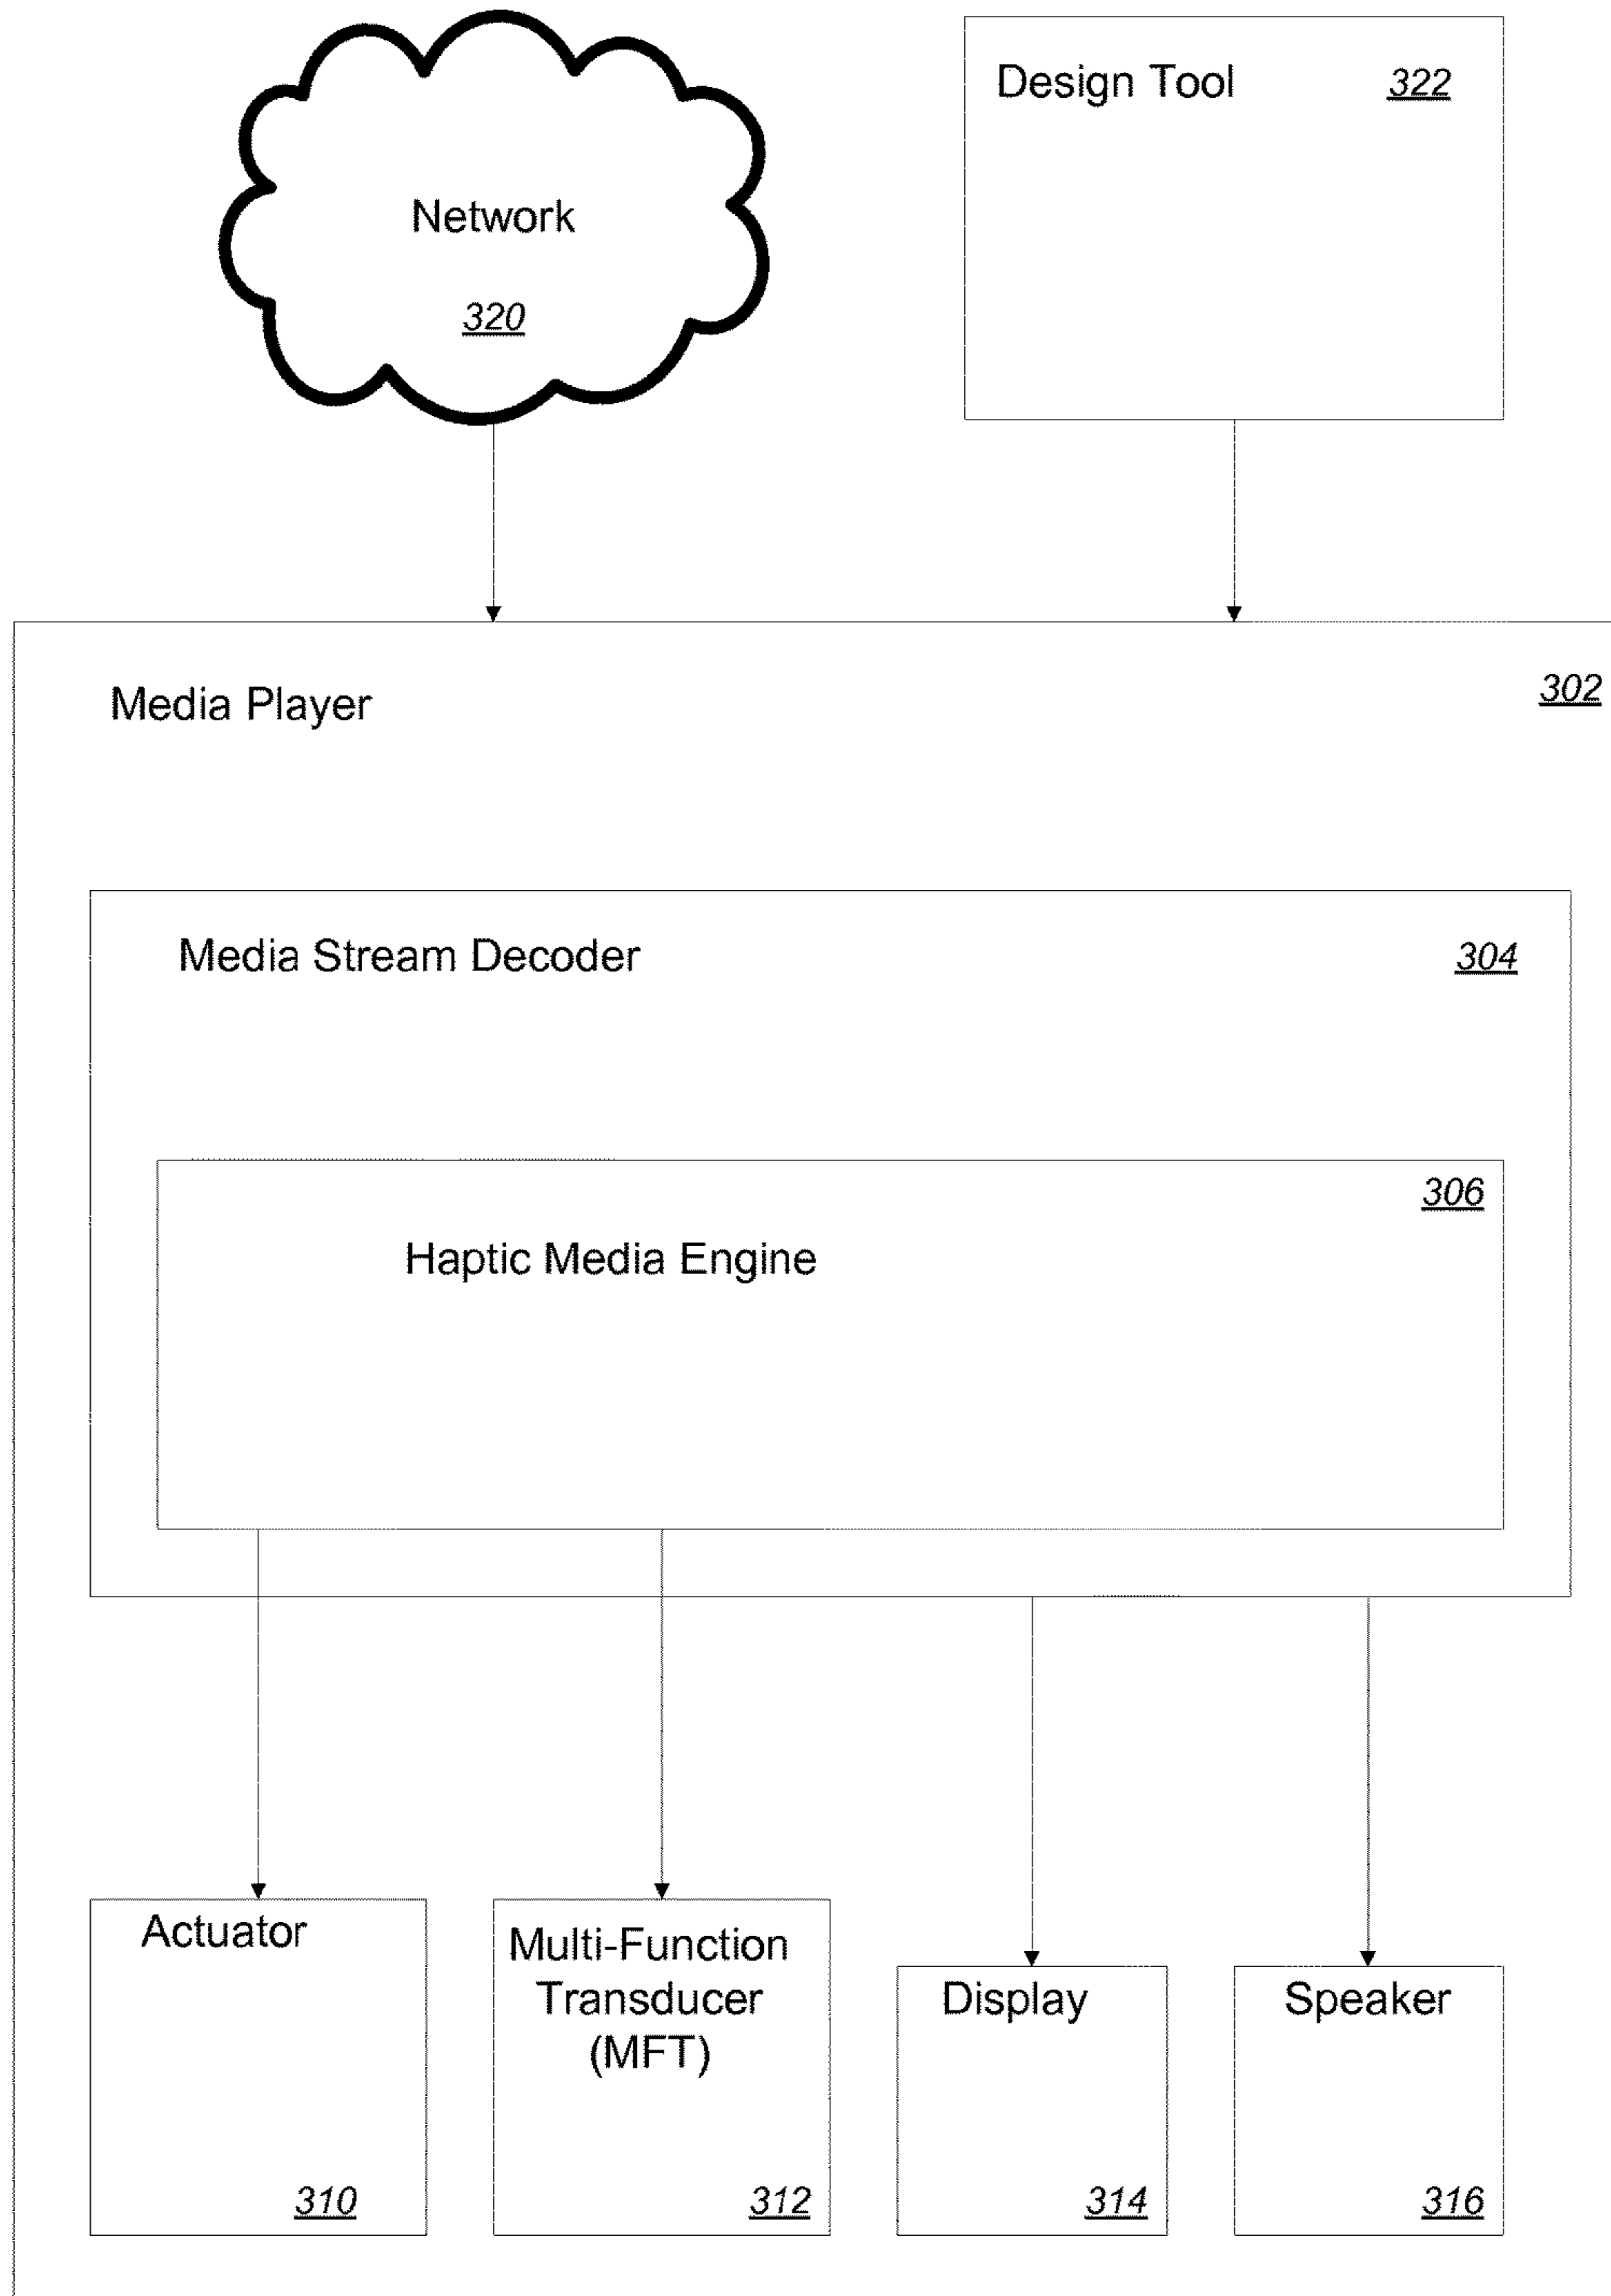 Network
320
Design Tool 322
Media Player 302
Media Stream Decoder 304
306
Haptic Media Engine
Actuator
310
Multi-Function
Transducer
(MFT)
312
Display
314
Speaker
316